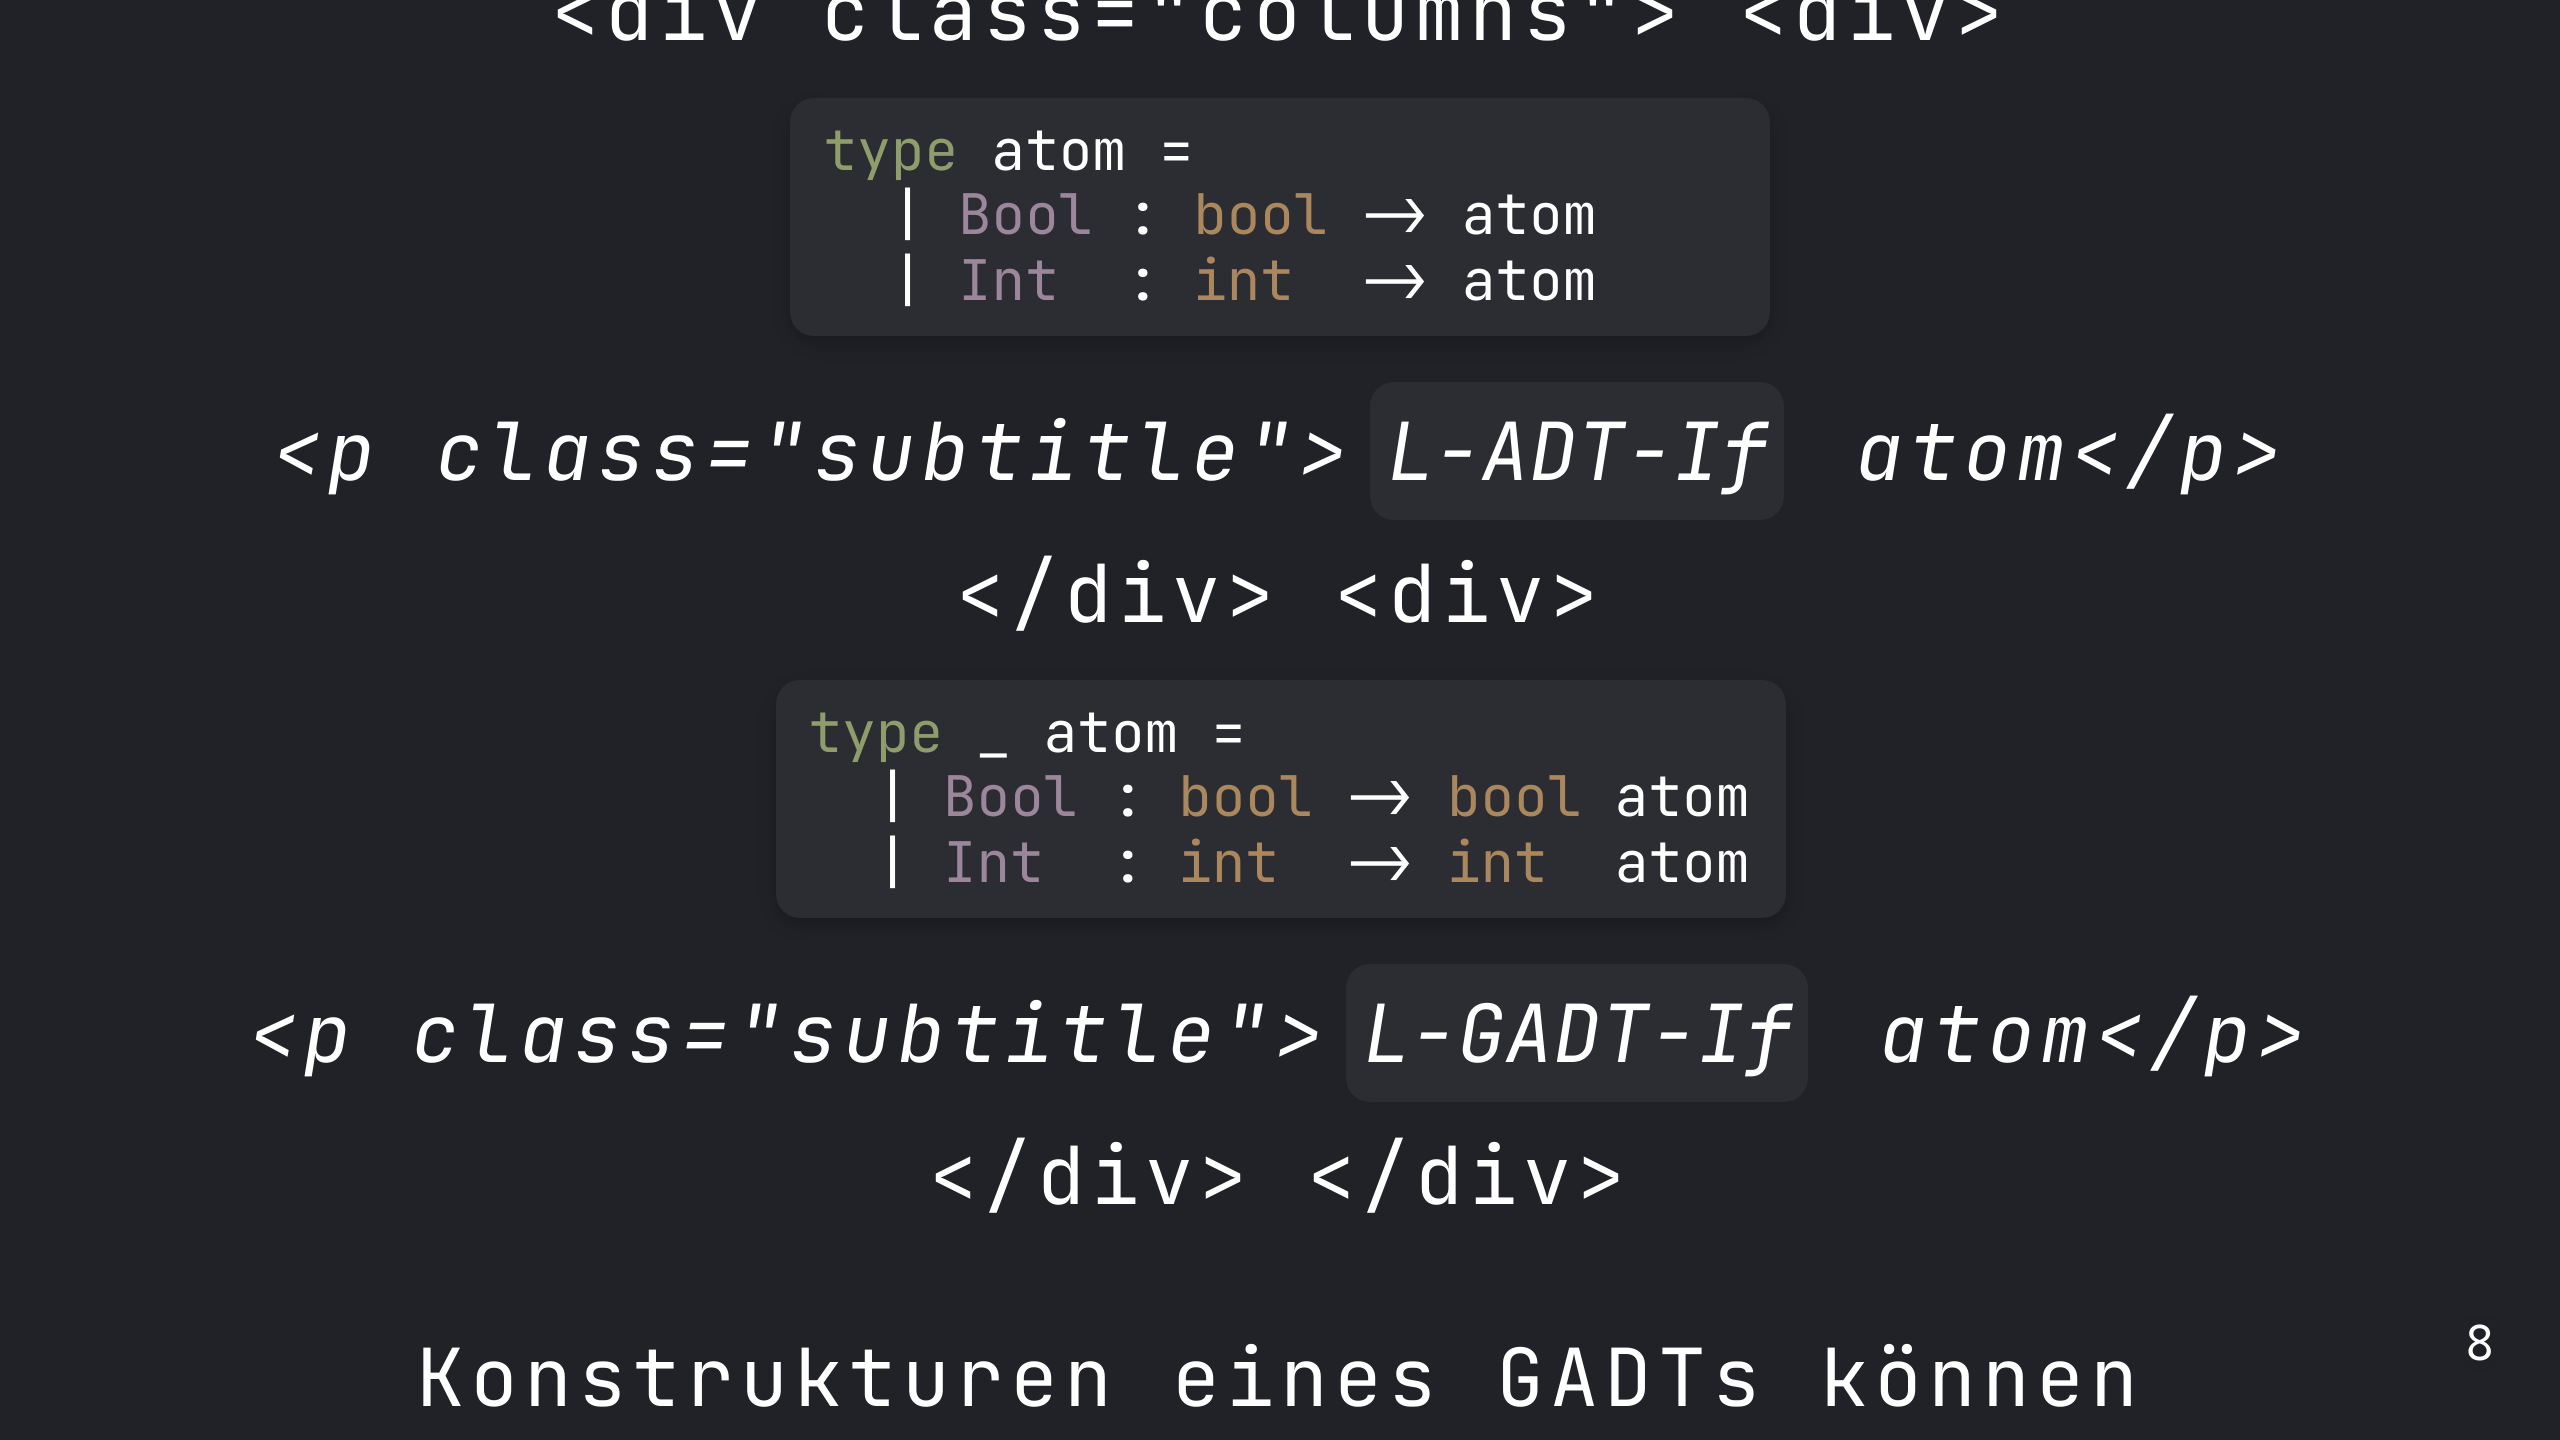 <div class="columns"> <div>
type atom =
  | Bool : bool -> atom
  | Int  : int  -> atom
<p class="subtitle"> L-ADT-If atom</p>
</div> <div>
type _ atom =
  | Bool : bool -> bool atom
  | Int  : int  -> int  atom
<p class="subtitle"> L-GADT-If atom</p>
</div> </div>
Konstrukturen eines GADTs können
8